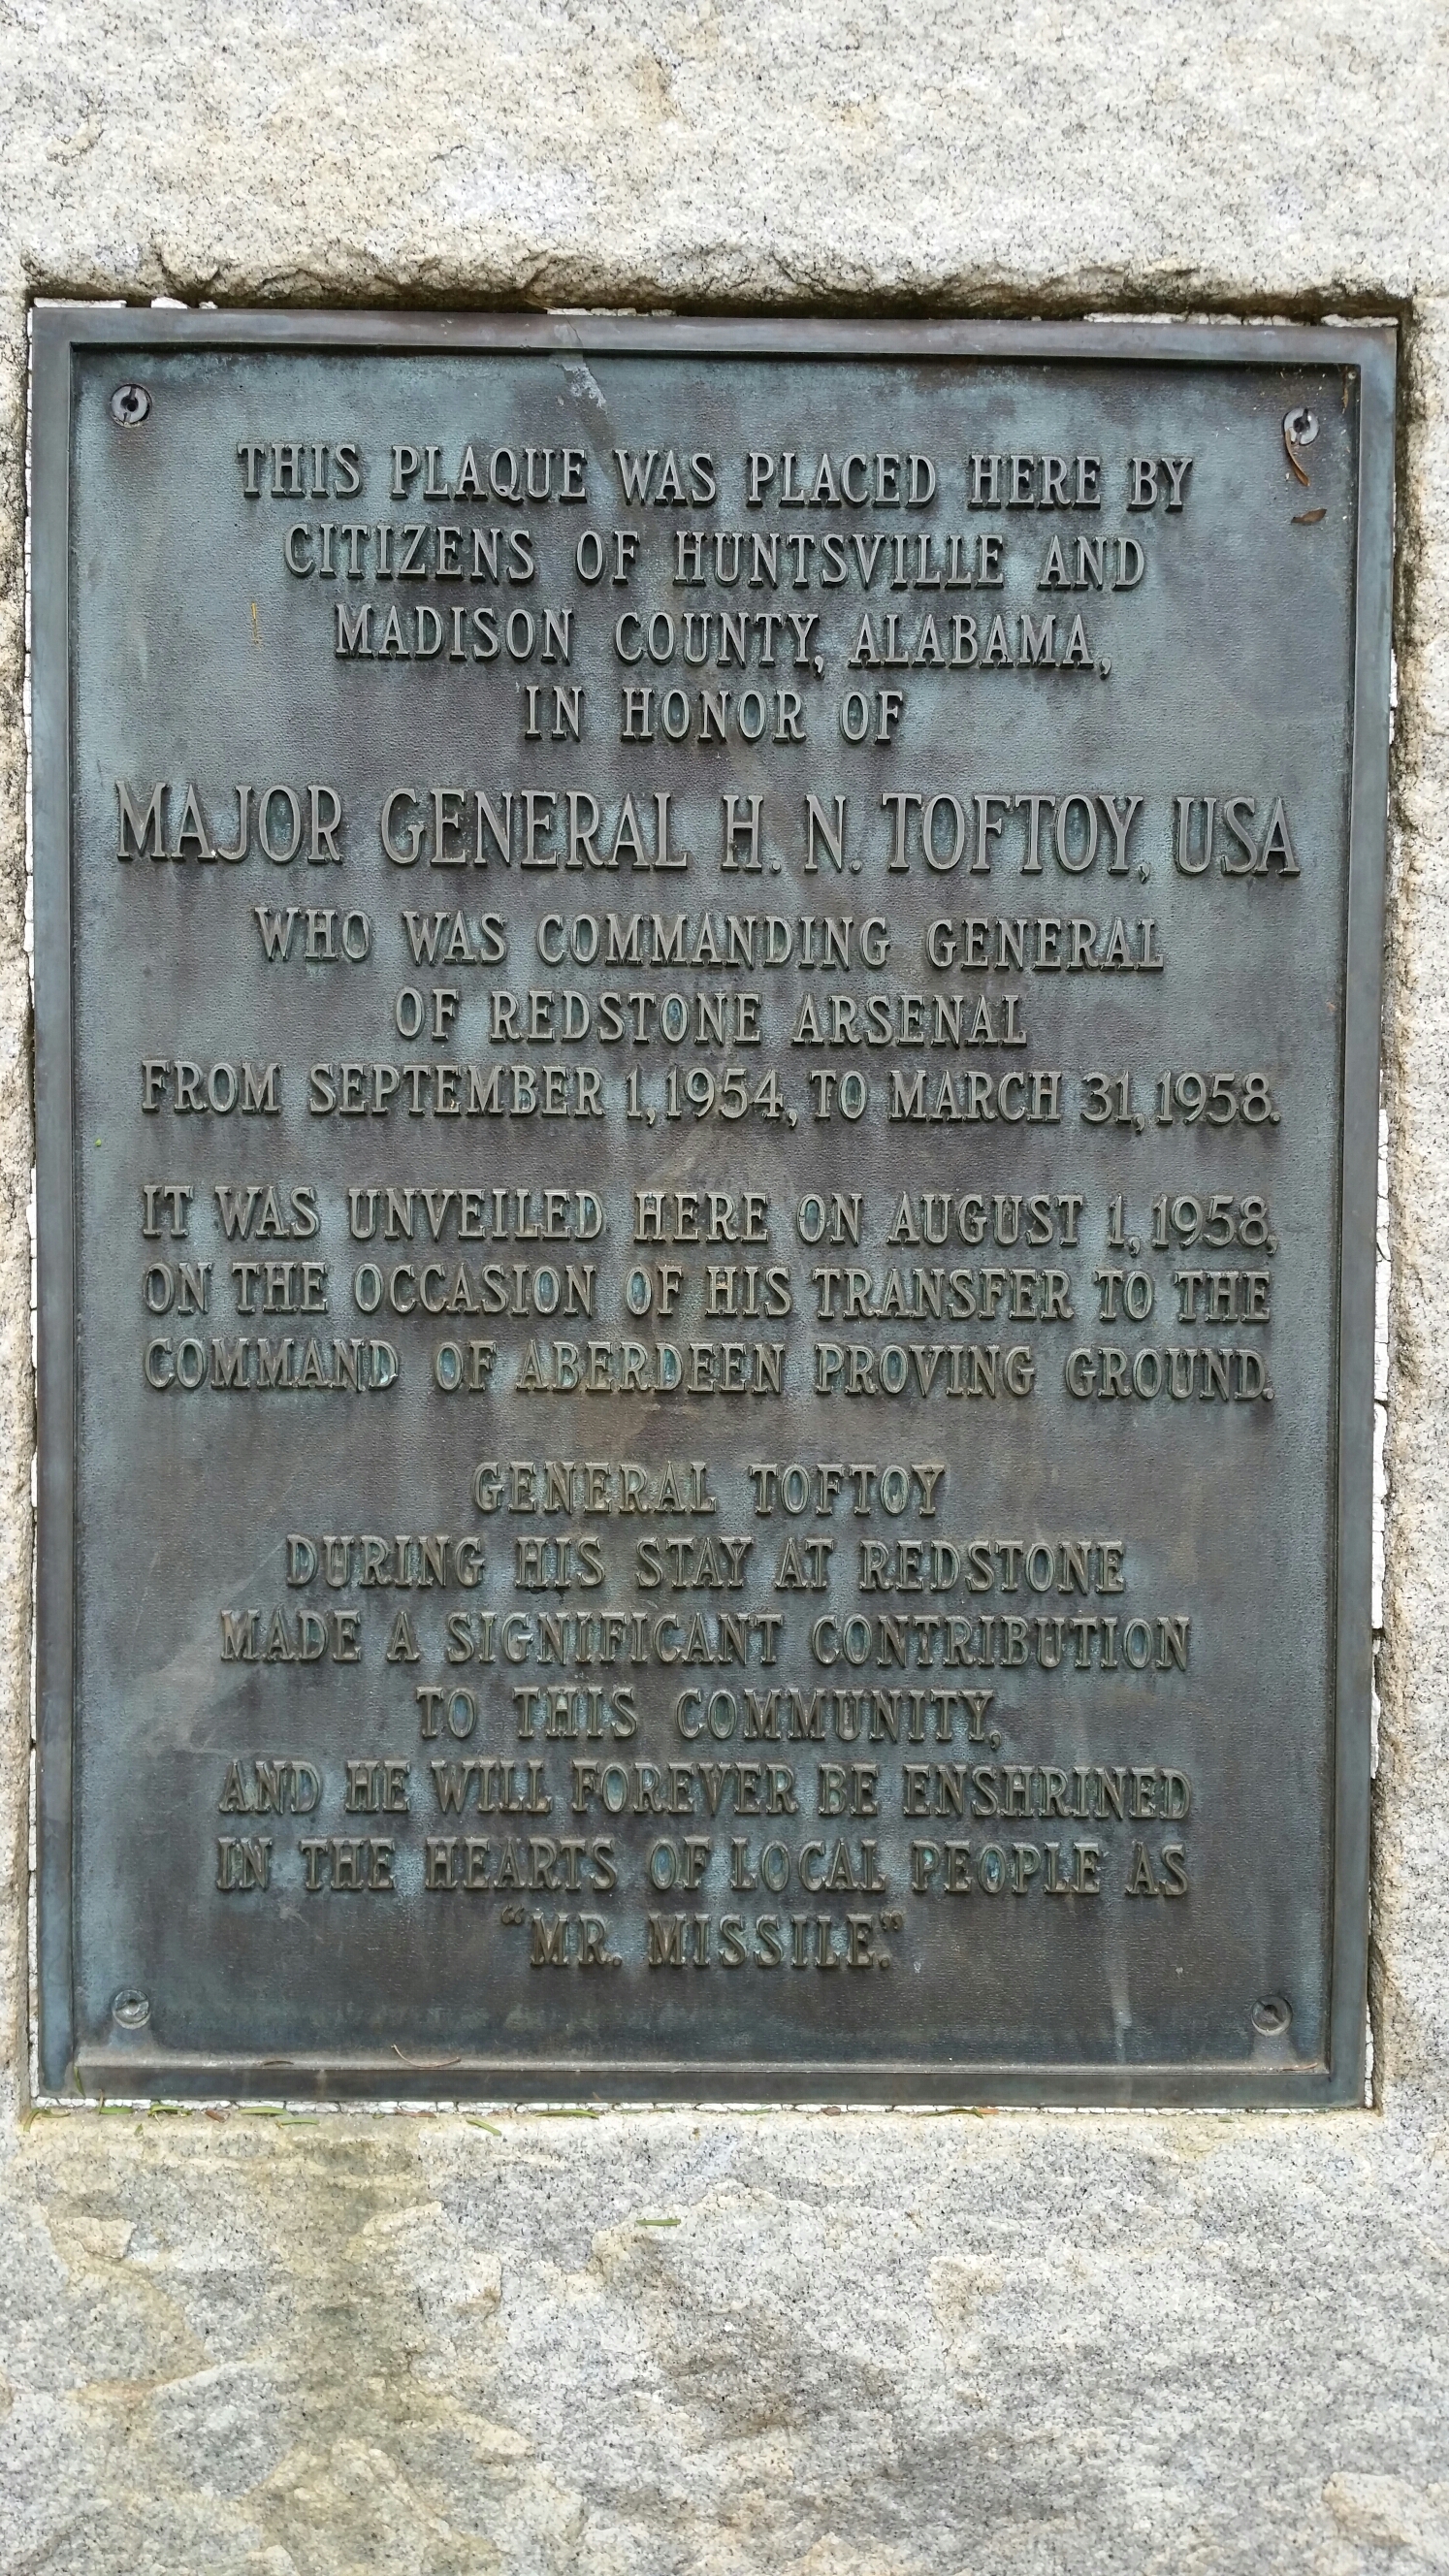 THIS PLAQUE WAS PLACED HERE BY
CITIZENS OF HUNTSVILLE AND
MADISON COUNTY, ALABAMA,
IN HONOR OF
MAJOR GENERAL H. N. TOFTOY, USA
WHO WAS COMMANDING GENERAL
OF REDSTONE ARSENAL
FROM SEPTEMBER 1, 1954, TO MARCH 31, 1958.
IT WAS UNVEILED HERE ON AUGUST 1, 1958,
ON THE OCCASION OF HIS TRANSFER TO THE
COMMAND OF ABERDEEN PROVING GROUND.
GENERAL TOFTOY
DURING HIS STAY AT REDSTONE
MADE A SIGNIFICANT CONTRIBUTION
TO THIS COMMUNITY,
AND HE WILL FOREVER BE ENSHRINED
IN THE HEARTS OF LOCAL PEOPLE AS
“MR. MISSILE.”